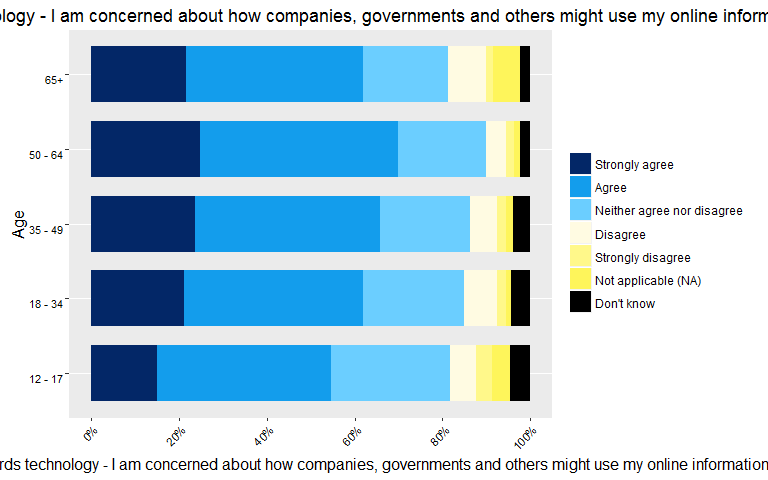 ology - I am concerned about how companies, governments and others might use my online inform
Age
65+
50 - 64
35 - 49
18 - 34
12 - 17
0%
20%
40%
60%
80%
100%
rds technology - I am concerned about how companies, governments and others might use my online information
Strongly agree
Agree
Neither agree nor disagree
Disagree
Strongly disagree
Not applicable (NA)
Don't know